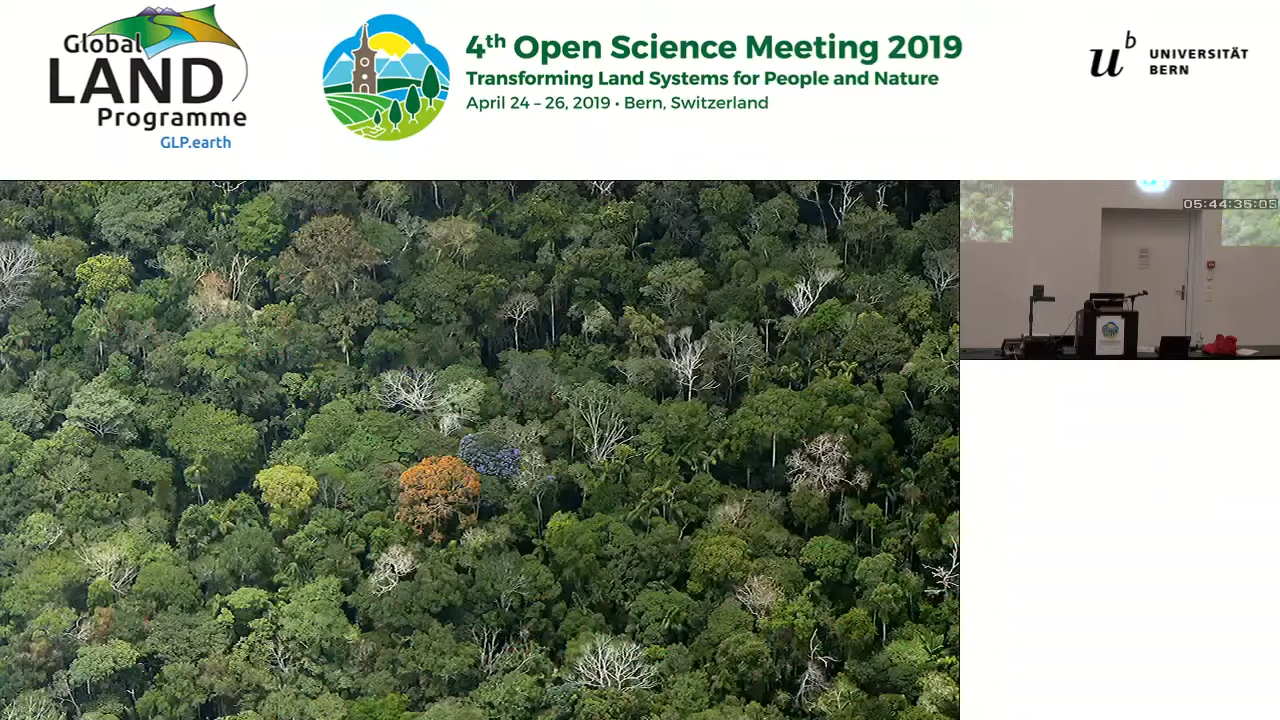 Global
LAND
Programme
GLP.earth
4th Open Science Meeting 2019
Transforming Land Systems for People and Nature
April 24 – 26, 2019 • Bern, Switzerland
u b UNIVERSITÄT
BERN
05:44:35:05